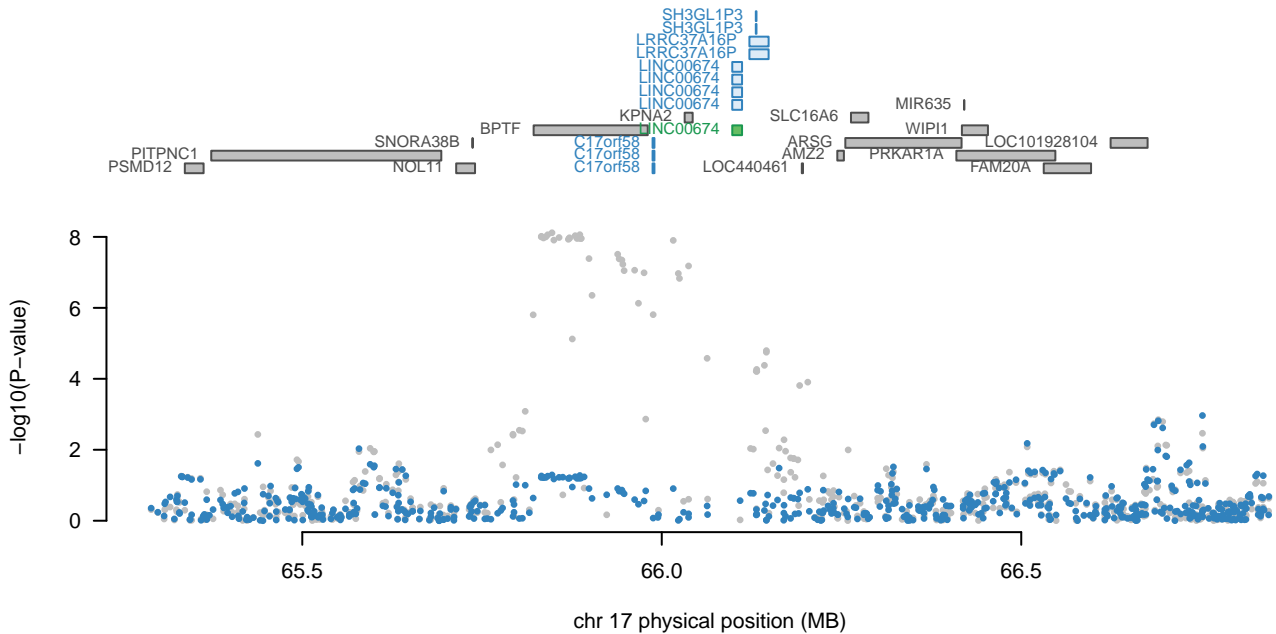 SH3GL1P3
SH3GL1P3
LRRC37A16P
LRRC37A16P
LINC00674
LINC00674
LINC00674
LINC00674 MIR635
KPNA2 SLC16A6
BPTF LINC00674 WIPI1
SNORA38B C17orf58 ARSG LOC101928104
PITPNC1 C17orf58 AMZ2 PRKAR1A
PSMD12 NOL11 C17orf58 LOC440461 FAM20A
8
6
4
2
0
−log10(P−value)
65.5 66.0 66.5
chr 17 physical position (MB)